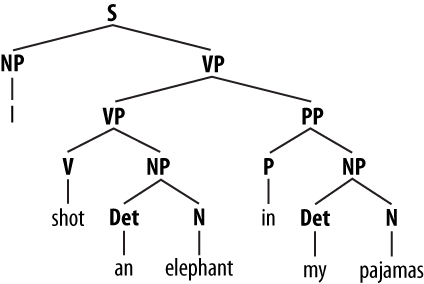 S
NP VP
I VP PP
V NP P NP
shot Det N in Det N
an elephant my pajamas